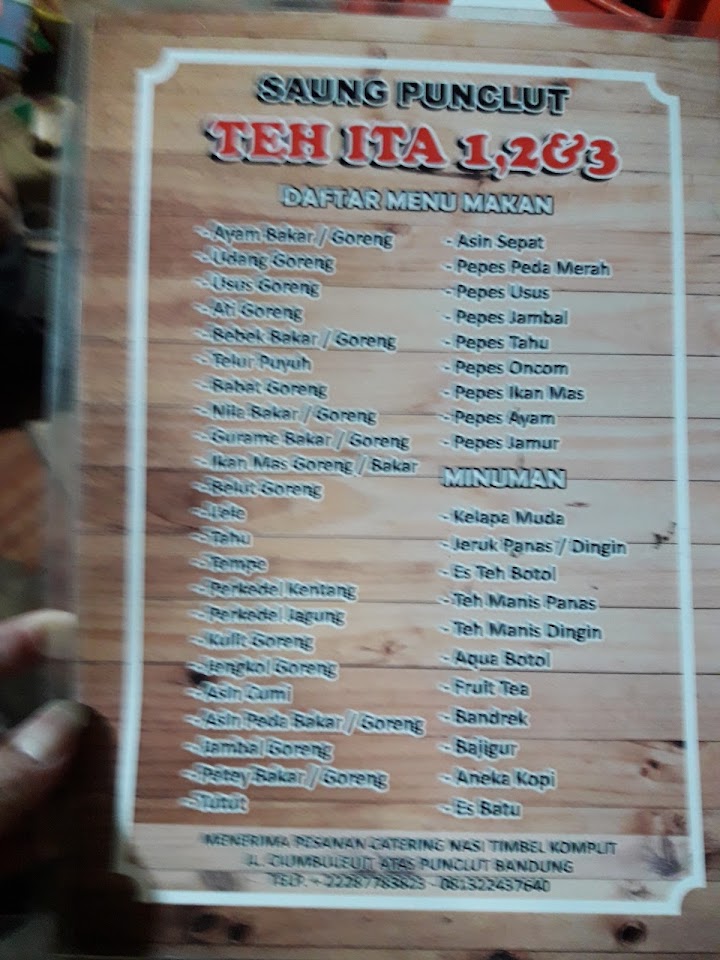 SAUNG PUNCLUT
TEH ITA 1,2&3
DAFTAR MENU MAKAN
- Ayam Bakar / Goreng
- Udang Goreng
- Usus Goreng
- Ati Goreng
- Bebek Bakar / Goreng
- Telur Puyuh
- Babat Goreng
- Nila Bakar / Goreng
- Gurame Bakar / Goreng
- Ikan Mas Goreng / Bakar
- Belut Goreng
- Lele
- Tahu
- Tempe
- Perkedel Kentang
- Perkedel Jagung
- Kulit Goreng
- Jengkol Goreng
- Asin Cumi
- Asin Peda Bakar / Goreng
- Jambal Goreng
- Petey Bakar / Goreng
- Tutut
- Asin Sepat
- Pepes Peda Merah
- Pepes Usus
- Pepes Jambal
- Pepes Tahu
- Pepes Oncom
- Pepes Ikan Mas
- Pepes Ayam
- Pepes Jamur
MINUMAN
- Kelapa Muda
- Jeruk Panas / Dingin
- Es Teh Botol
- Teh Manis Panas
- Teh Manis Dingin
- Aqua Botol
- Fruit Tea
- Bandrek
- Bajigur
- Aneka Kopi
- Es Batu
MENERIMA PESANAN CATERING NASI TIMBEL KOMPLIT
JL. CIUMBULEUIT ATAS PUNCLUT BANDUNG
TELF. + 22287783823 - 081322437640